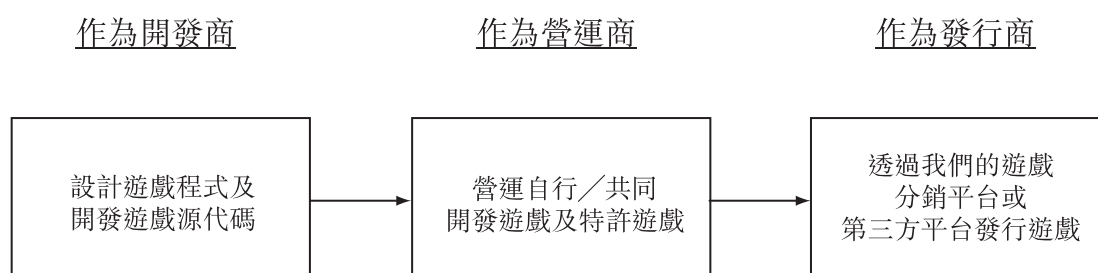 作為開發商
作為營運商
作為發行商
設計遊戲程式及
開發遊戲源代碼
營運自行／共同
開發遊戲及特許遊戲
透過我們的遊戲
分銷平台或
第三方平台發行遊戲